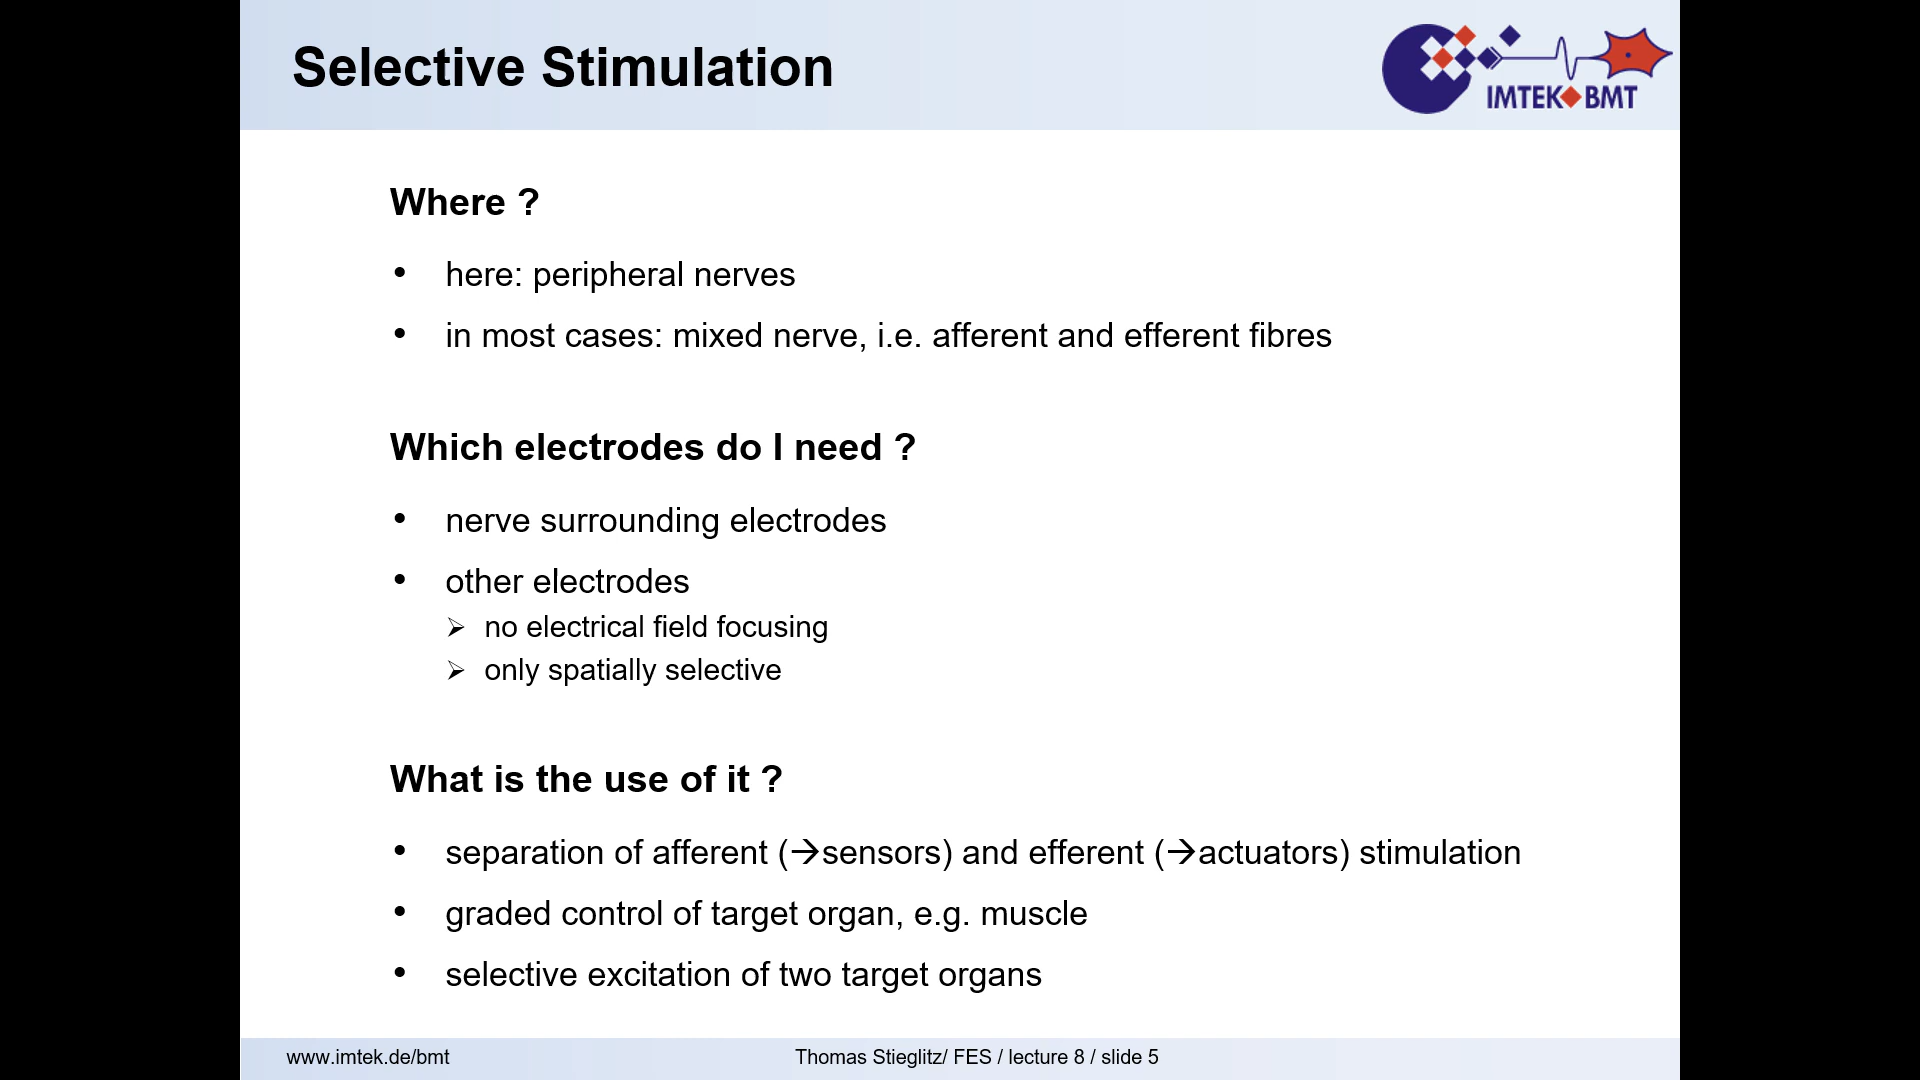 Selective Stimulation
IMTEK BMT
Where ?
• here: peripheral nerves
• in most cases: mixed nerve, i.e. afferent and efferent fibres
Which electrodes do I need ?
• nerve surrounding electrodes
• other electrodes
➢ no electrical field focusing
➢ only spatially selective
What is the use of it ?
• separation of afferent (→sensors) and efferent (→actuators) stimulation
• graded control of target organ, e.g. muscle
• selective excitation of two target organs
www.imtek.de/bmt
Thomas Stieglitz/ FES / lecture 8 / slide 5